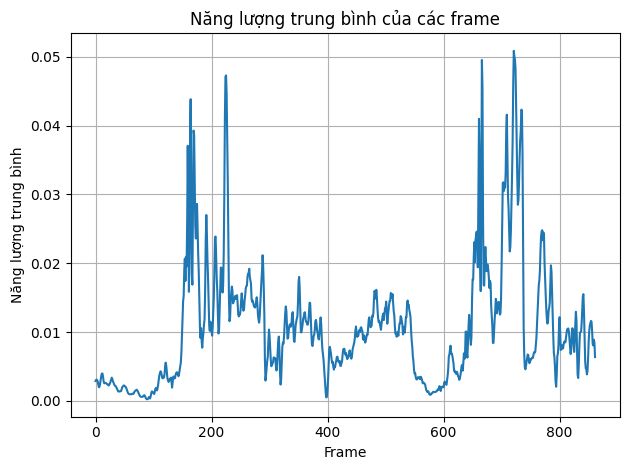 Năng lượng trung bình của các frame
0.05
0.04
0.03
0.02
0.01
0.00
Năng lượng trung bình
0 200 400 600 800
Frame